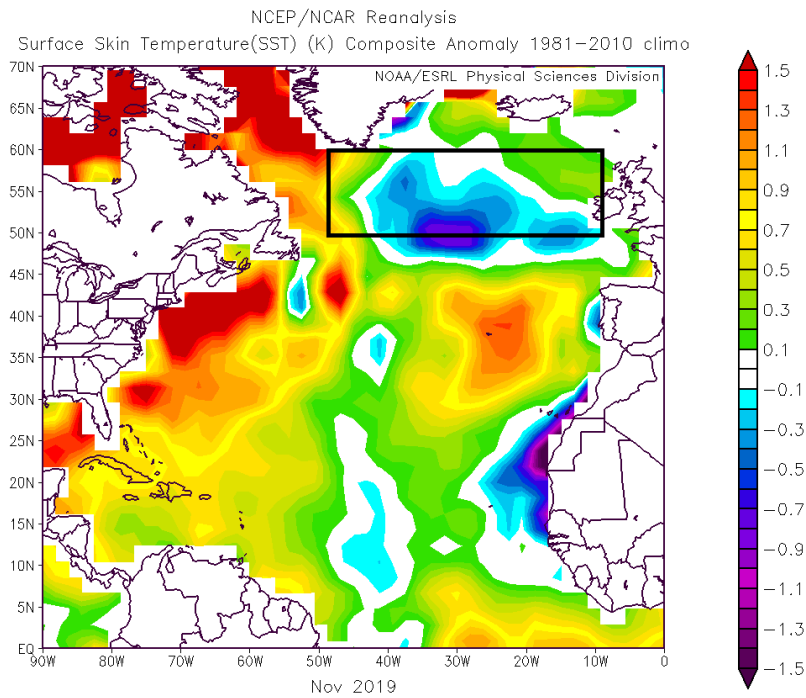 NCEP/NCAR Reanalysis
Surface Skin Temperature(SST) (K) Composite Anomaly 1981-2010 climo
NOAA/ESRL Physical Sciences Division
70N
65N
60N
55N
50N
45N
40N
35N
30N
25N
20N
15N
10N
5N
EQ
90W 80W 70W 60W 50W 40W 30W 20W 10W 0
Nov 2019
1.5
1.3
1.1
0.9
0.7
0.5
0.3
0.1
-0.1
-0.3
-0.5
-0.7
-0.9
-1.1
-1.3
-1.5